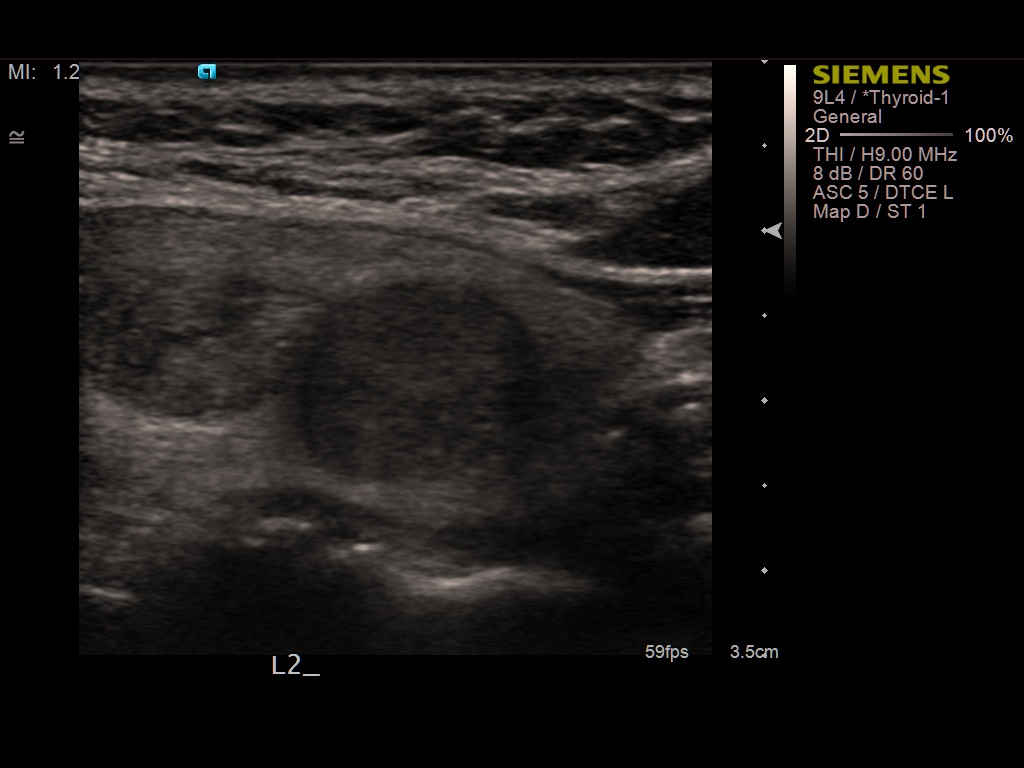 MI: 1.2
SIEMENS
9L4 / *Thyroid-1
General
2D 100%
THI / H9.00 MHz
8 dB / DR 60
ASC 5 / DTCE L
Map D / ST 1
59fps 3.5cm
L2_